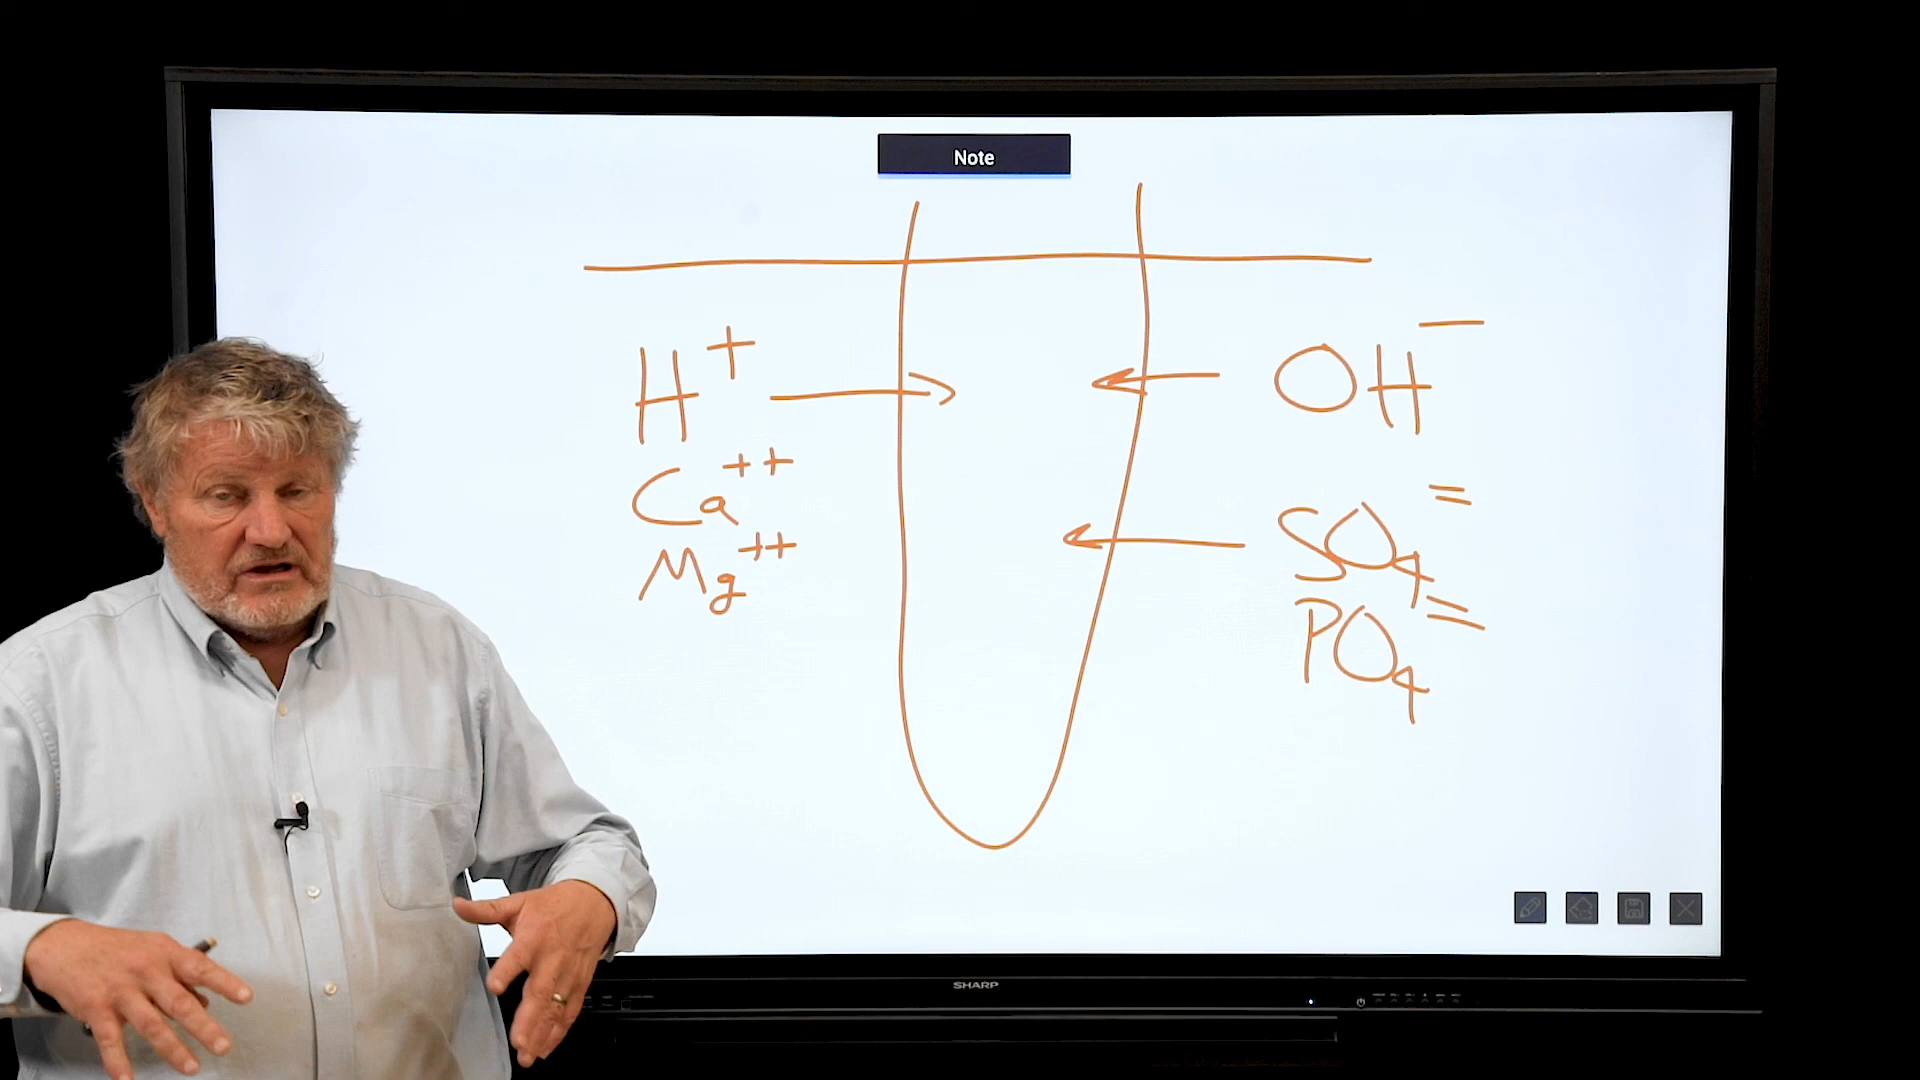 Note
H⁺
Ca⁺⁺
Mg⁺⁺
OH⁻
SO₄⁼
PO₄⁼
SHARP